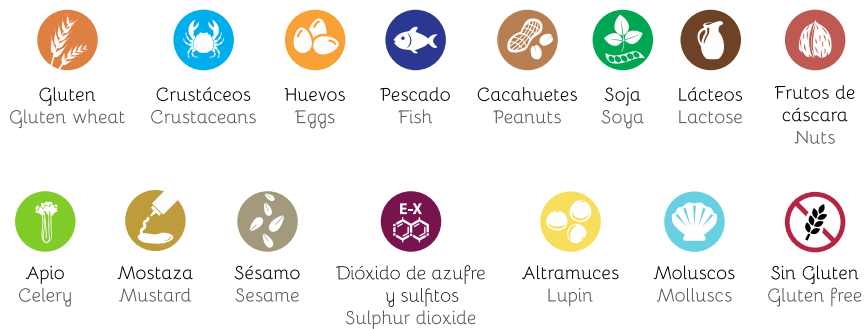 Gluten
Gluten wheat
Crustáceos
Crustaceans
Huevos
Eggs
Pescado
Fish
Cacahuetes
Peanuts
Soja
Soya
Lácteos
Lactose
Frutos de
cáscara
Nuts
Apio
Celery
Mostaza
Mustard
Sésamo
Sesame
E-X
Dióxido de azufre
y sulfitos
Sulphur dioxide
Altramuces
Lupin
Moluscos
Molluscs
Sin Gluten
Gluten free